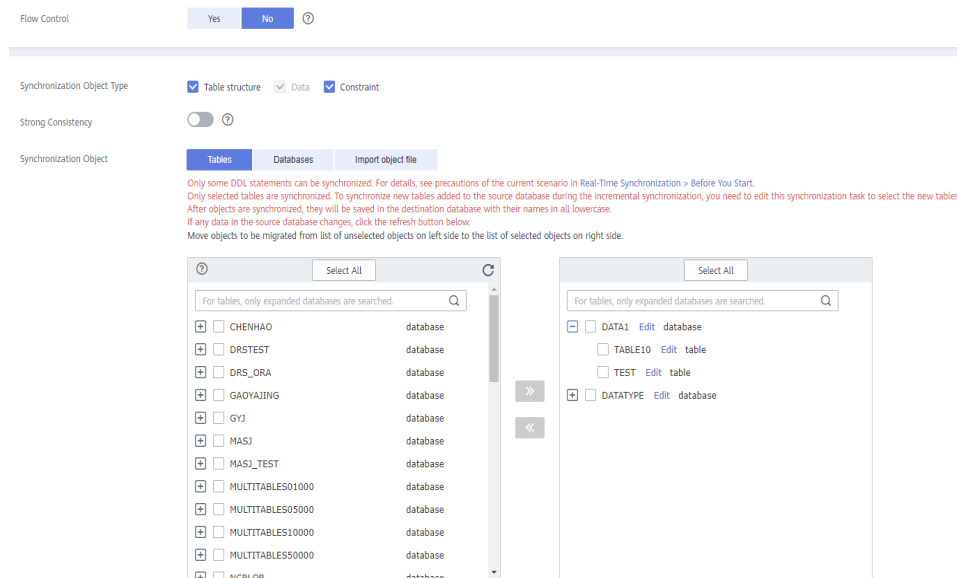 Flow Control Yes No
Synchronization Object Type Table structure Data Constraint
Strong Consistency
Synchronization Object Tables Databases Import object file
Only some DDL statements can be synchronized. For details, see precautions of the current scenario in Real-Time Synchronization > Before You Start.
Only selected tables are synchronized. To synchronize new tables added to the source database during the incremental synchronization, you need to edit this synchronization task to select the new tables
After objects are synchronized, they will be saved in the destination database with their names in all lowercase.
If any data in the source database changes, click the refresh button below.
Move objects to be migrated from list of unselected objects on left side to the list of selected objects on right side.
Select All
For tables, only expanded databases are searched.
CHENHAO database
DRSTEST database
DRS_ORA database
GAOYAJING database
GYJ database
MASJ database
MASJ_TEST database
MULTITABLES01000 database
MULTITABLES05000 database
MULTITABLES10000 database
MULTITABLES50000 database
NCBLOB database
Select All
For tables, only expanded databases are searched.
DATA1 Edit database
TABLE10 Edit table
TEST Edit table
DATATYPE Edit database